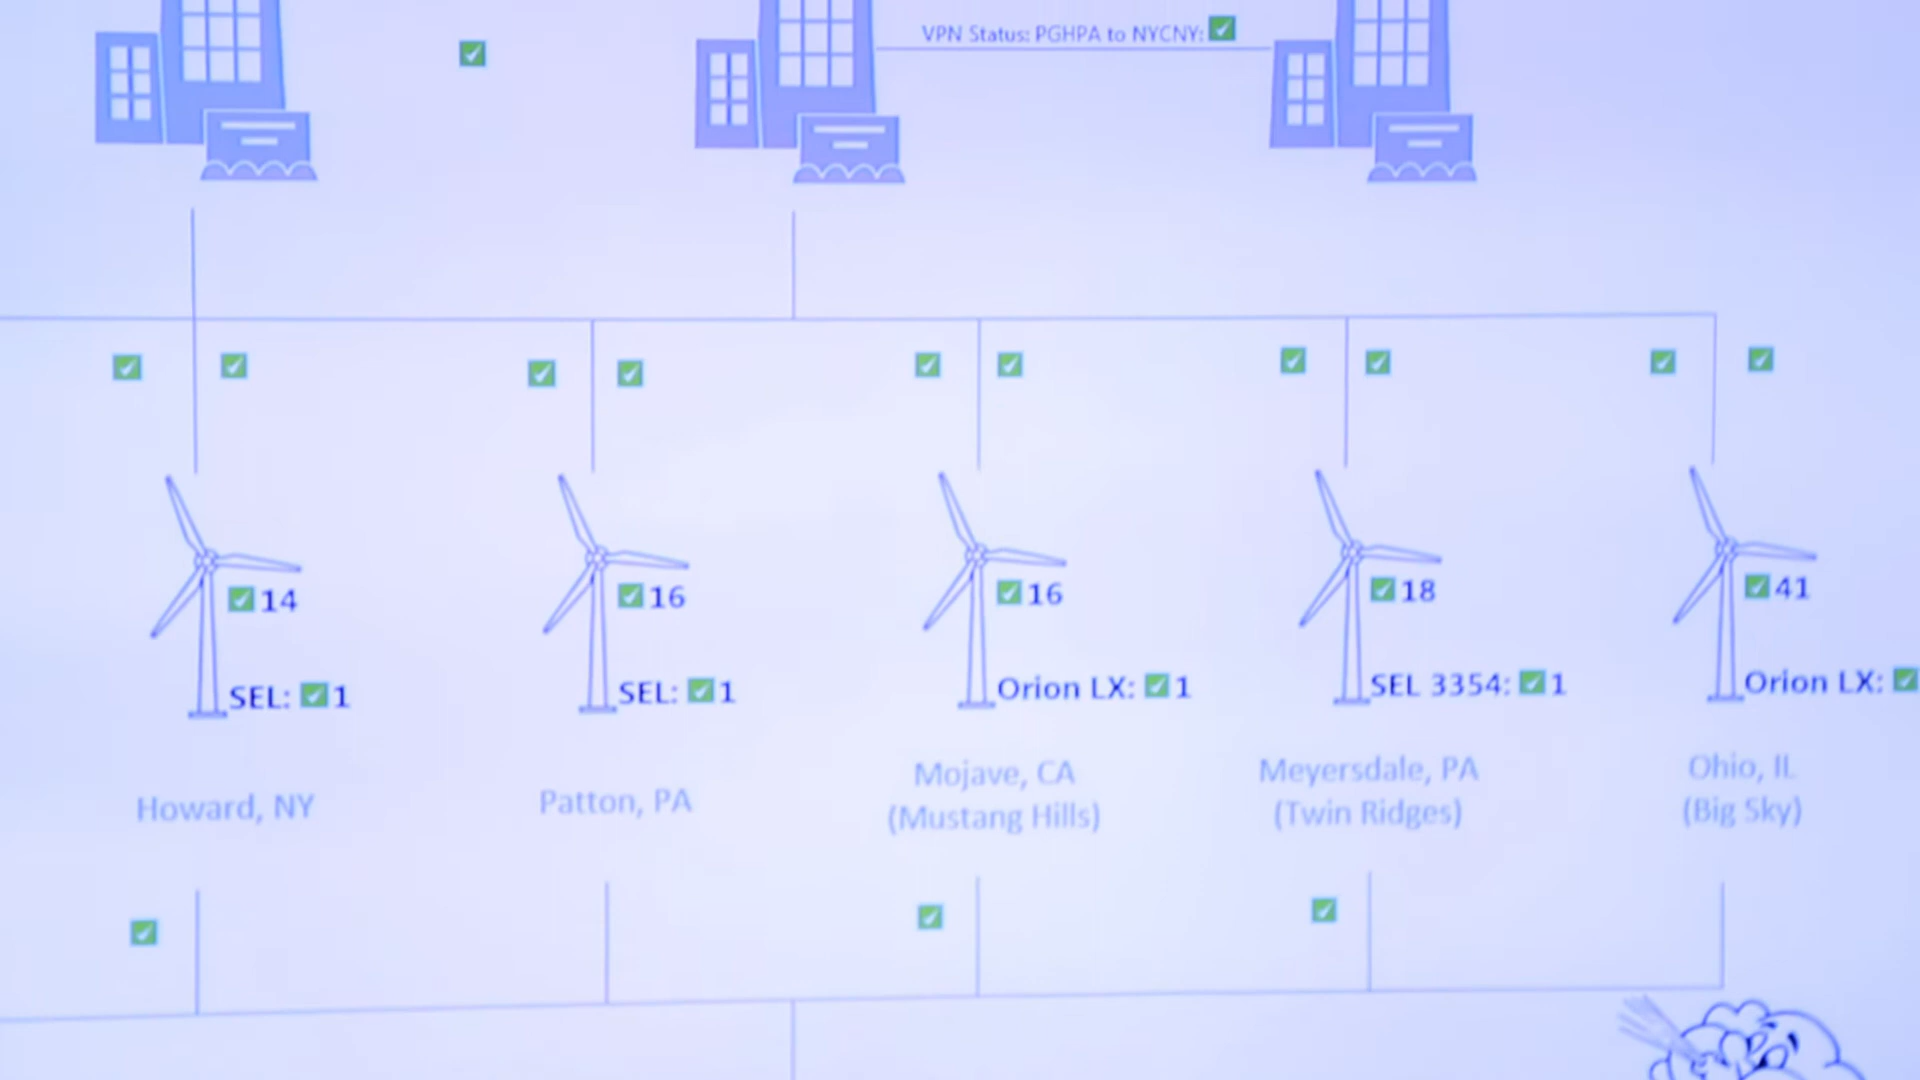 VPN Status: PGHPA to NYCNY:
14
16
16
18
41
SEL: 1
SEL: 1
Orion LX: 1
SEL 3354: 1
Orion LX:
Howard, NY
Patton, PA
Mojave, CA
(Mustang Hills)
Meyersdale, PA
(Twin Ridges)
Ohio, IL
(Big Sky)